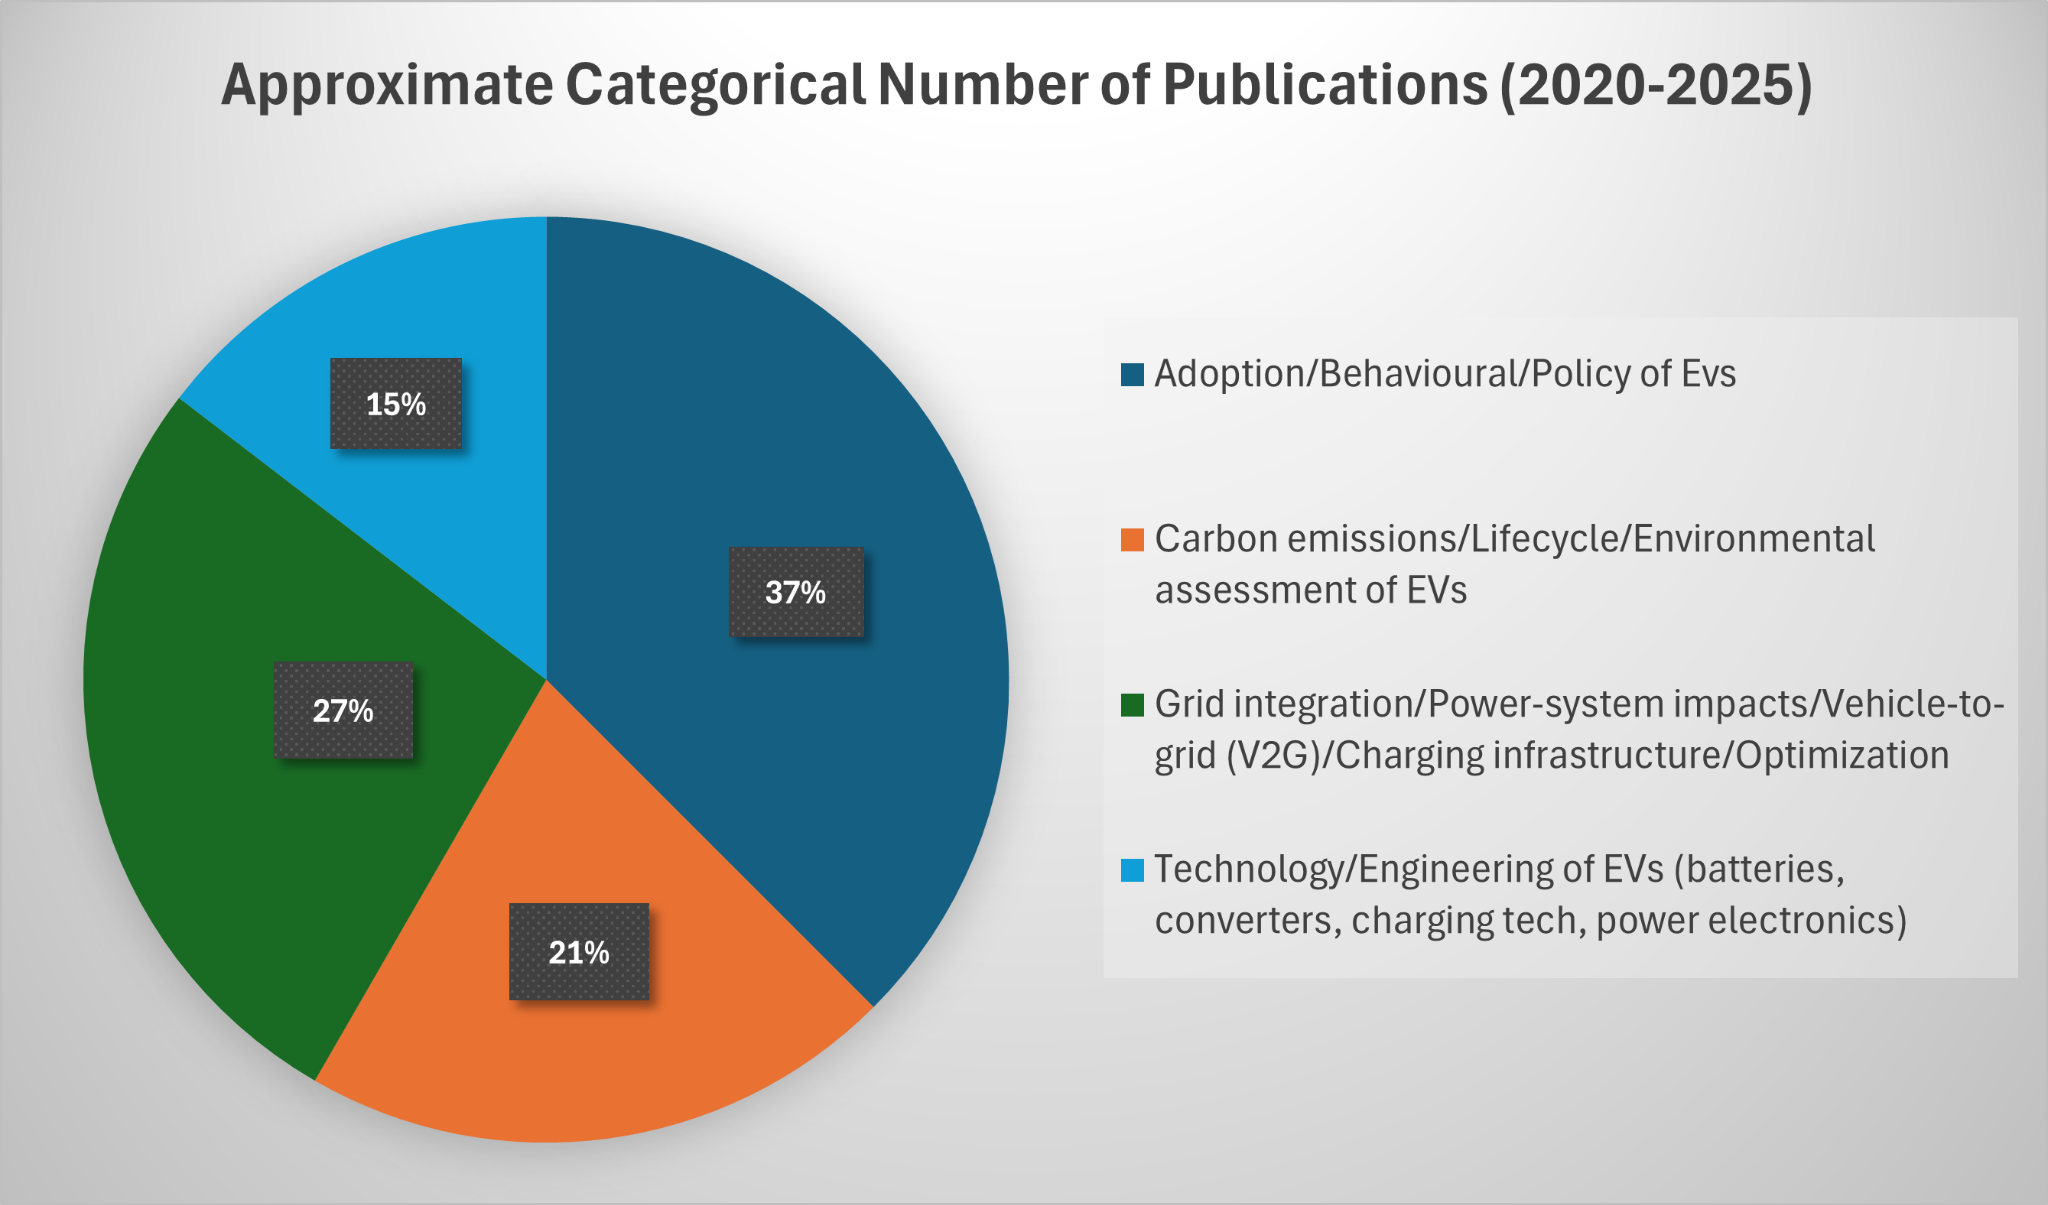 Approximate Categorical Number of Publications (2020-2025)
15%
37%
27%
21%
Adoption/Behavioural/Policy of Evs
Carbon emissions/Lifecycle/Environmental
assessment of EVs
Grid integration/Power-system impacts/Vehicle-to-
grid (V2G)/Charging infrastructure/Optimization
Technology/Engineering of EVs (batteries,
converters, charging tech, power electronics)